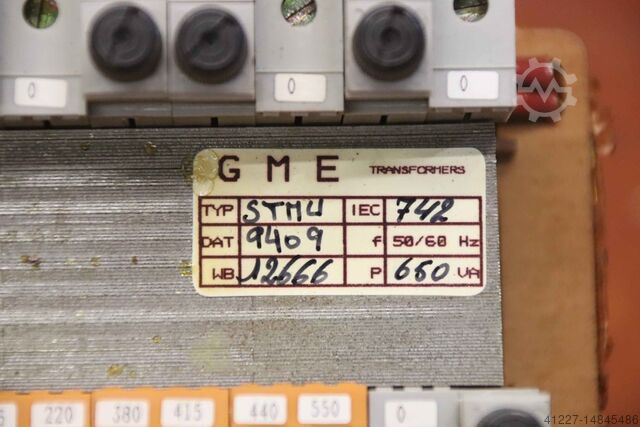 0 0 0
GME TRANSFORMERS
TYP STMU IEC 742
DAT 9409 f 50/60 Hz
WB 12666 P 650 VA
220 380 415 440 550 0
41227-14845486